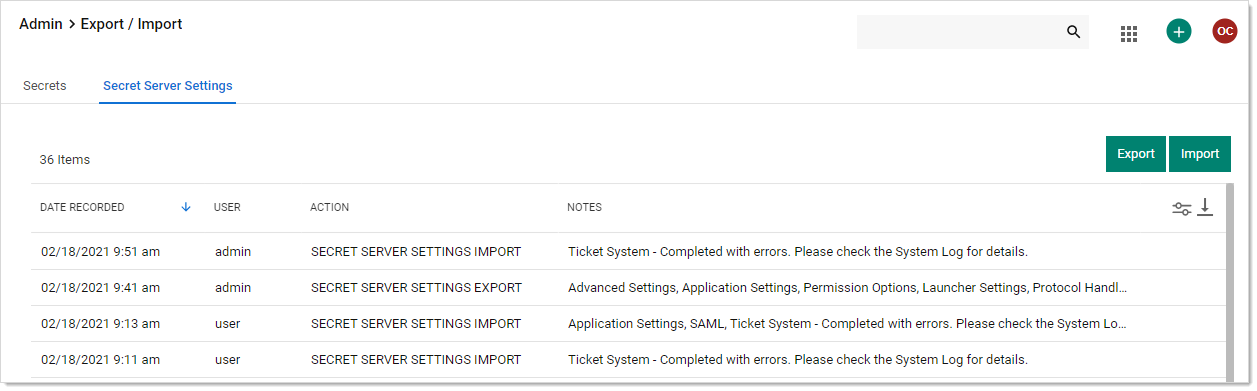 Admin > Export / Import
OC
Secrets
Secret Server Settings
36 Items
Export
Import
DATE RECORDED
USER
ACTION
NOTES
02/18/2021 9:51 am admin SECRET SERVER SETTINGS IMPORT Ticket System - Completed with errors. Please check the System Log for details.
02/18/2021 9:41 am admin SECRET SERVER SETTINGS EXPORT Advanced Settings, Application Settings, Permission Options, Launcher Settings, Protocol Handl...
02/18/2021 9:13 am user SECRET SERVER SETTINGS IMPORT Application Settings, SAML, Ticket System - Completed with errors. Please check the System Lo...
02/18/2021 9:11 am user SECRET SERVER SETTINGS IMPORT Ticket System - Completed with errors. Please check the System Log for details.